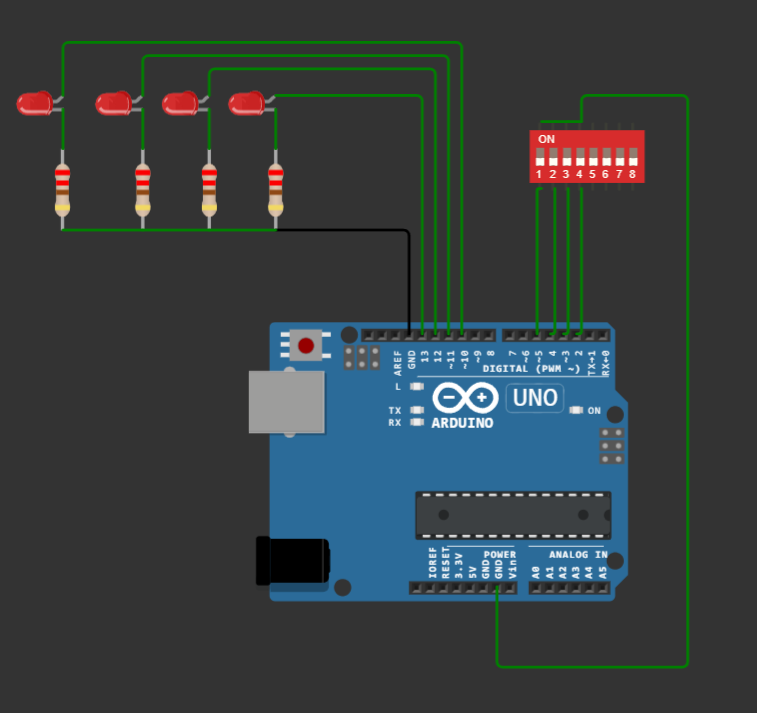 ON
1 2 3 4 5 6 7 8
AREF
GND
13
12
~11
~10
~9
8
7
~6
~5
4
~3
2
TX→1
RX←0
DIGITAL (PWM ~)
L
TX
RX
UNO
ON
ARDUINO
POWER
ANALOG IN
IOREF
RESET
3.3V
5V
GND
GND
Vin
A0
A1
A2
A3
A4
A5